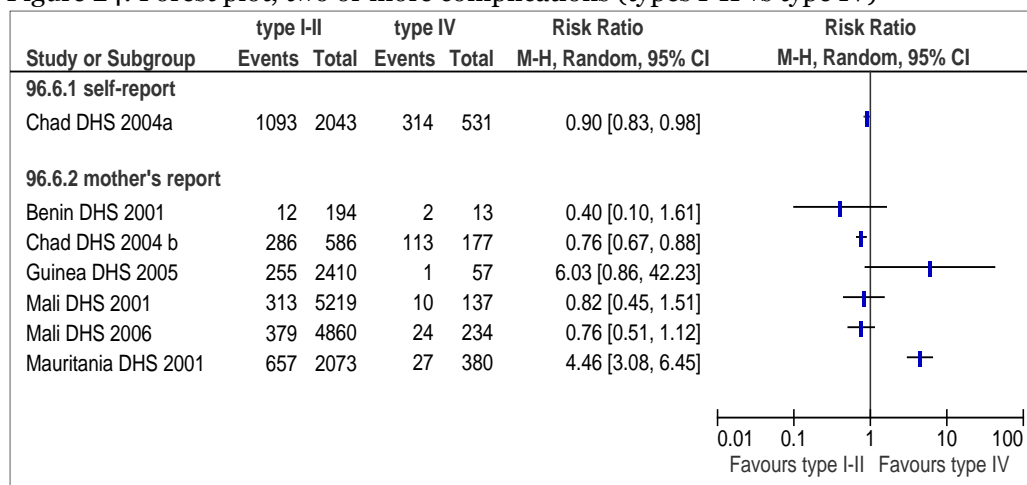 Figure Forest plot, two or more complications (types I-II vs type IV)
type I-II type IV Risk Ratio Risk Ratio
Study or Subgroup Events Total Events Total M-H, Random, 95% CI M-H, Random, 95% CI
96.6.1 self-report
Chad DHS 2004a 1093 2043 314 531 0.90 [0.83, 0.98]
96.6.2 mother's report
Benin DHS 2001 12 194 2 13 0.40 [0.10, 1.61]
Chad DHS 2004 b 286 586 113 177 0.76 [0.67, 0.88]
Guinea DHS 2005 255 2410 1 57 6.03 [0.86, 42.23]
Mali DHS 2001 313 5219 10 137 0.82 [0.45, 1.51]
Mali DHS 2006 379 4860 24 234 0.76 [0.51, 1.12]
Mauritania DHS 2001 657 2073 27 380 4.46 [3.08, 6.45]
0.01 0.1 1 10 100
Favours type I-II Favours type IV